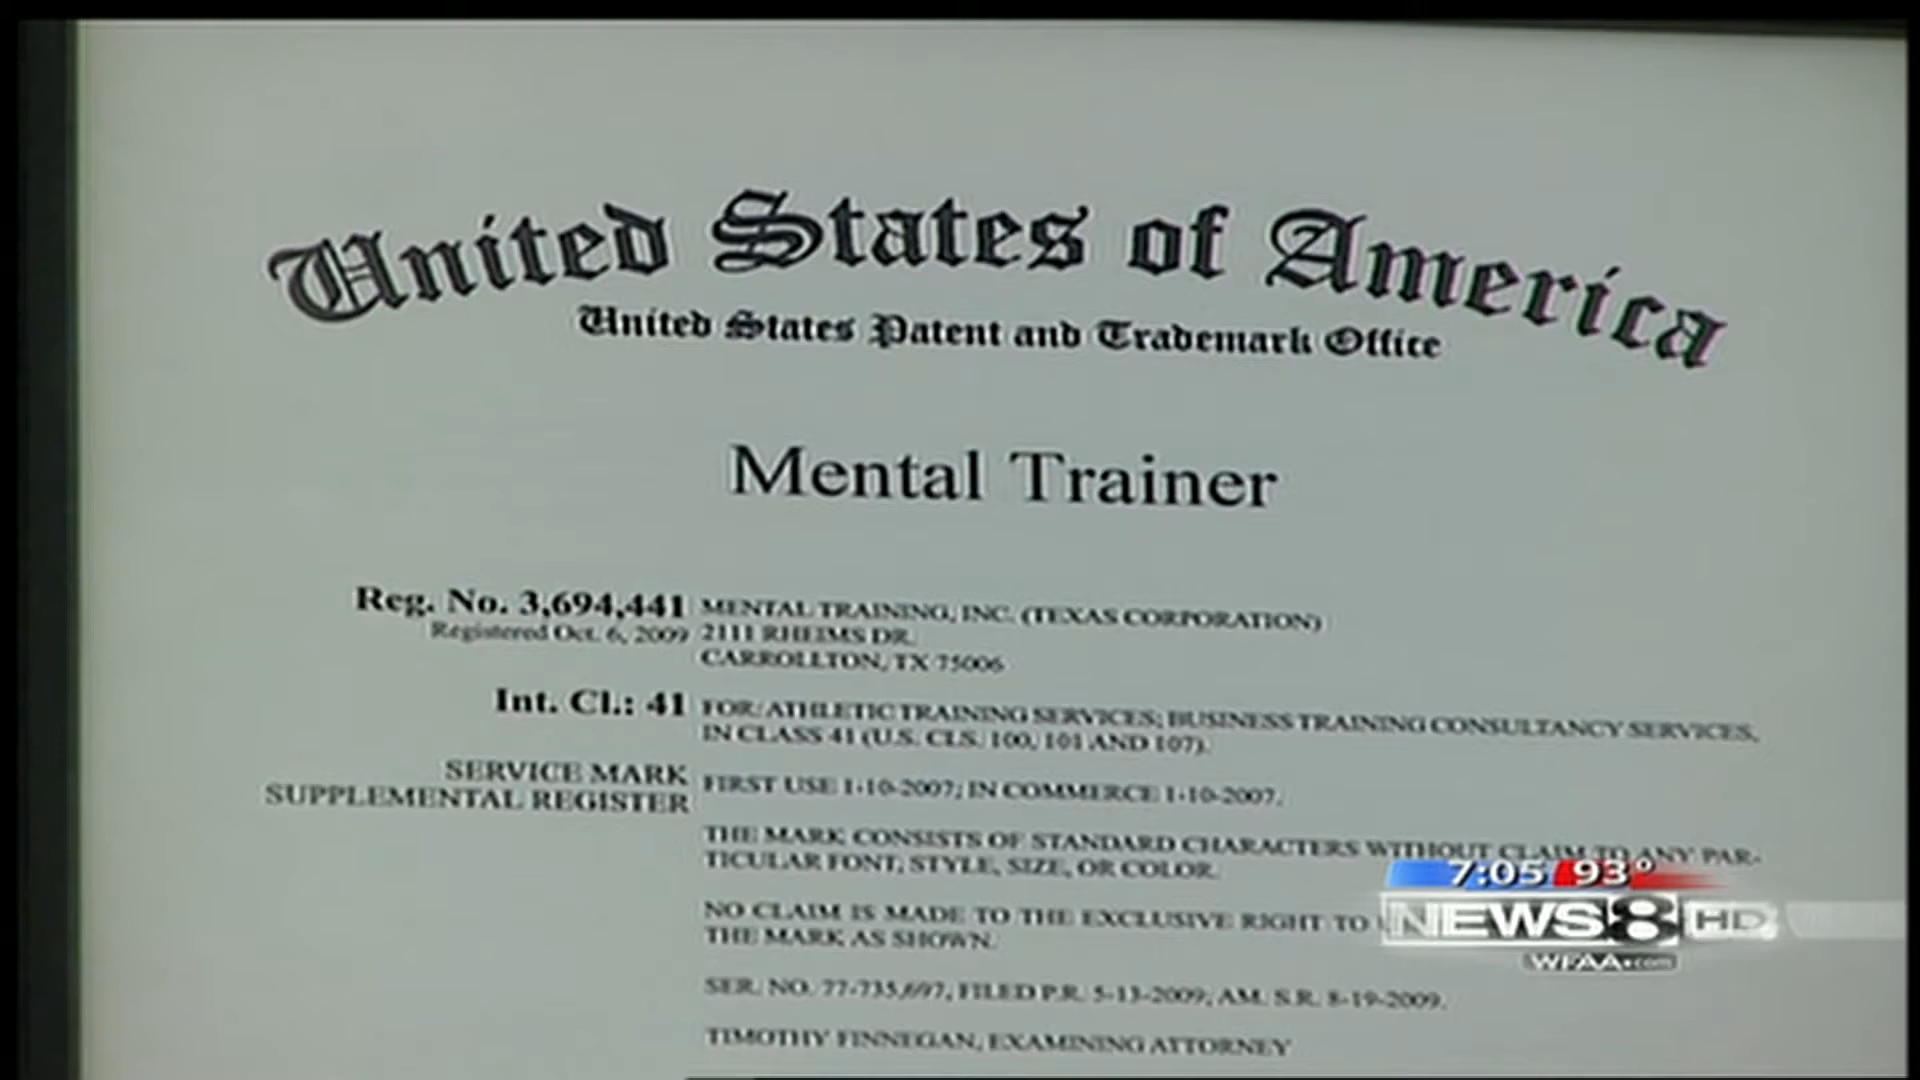 United States of America
United States Patent and Trademark Office
Mental Trainer
Reg. No. 3,694,441
Registered Oct. 6, 2009
MENTAL TRAINING, INC. (TEXAS CORPORATION)
2111 RHEIMS DR.
CARROLLTON, TX 75006
Int. Cl.: 41
FOR: ATHLETIC TRAINING SERVICES; BUSINESS TRAINING CONSULTANCY SERVICES,
IN CLASS 41 (U.S. CLS. 100, 101 AND 107).
SERVICE MARK
SUPPLEMENTAL REGISTER
FIRST USE 1-10-2007; IN COMMERCE 1-10-2007.
THE MARK CONSISTS OF STANDARD CHARACTERS WITHOUT CLAIM TO ANY PAR-
TICULAR FONT, STYLE, SIZE, OR COLOR.
NO CLAIM IS MADE TO THE EXCLUSIVE RIGHT TO
THE MARK AS SHOWN.
SER. NO. 77-735,697, FILED P.R. 5-13-2009; AM. S.R. 8-19-2009.
TIMOTHY FINNEGAN, EXAMINING ATTORNEY
7:05 93°
NEWS 8 HD
WFAA.com